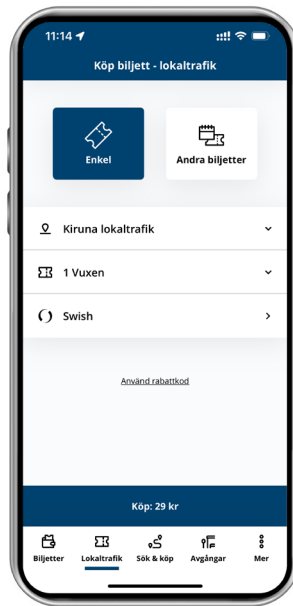 11:14
Köp biljett - lokaltrafik
Enkel
Andra biljetter
Kiruna lokaltrafik
1 Vuxen
Swish
Använd rabattkod
Köp: 29 kr
Biljetter
Lokaltrafik
Sök & köp
Avgångar
Mer